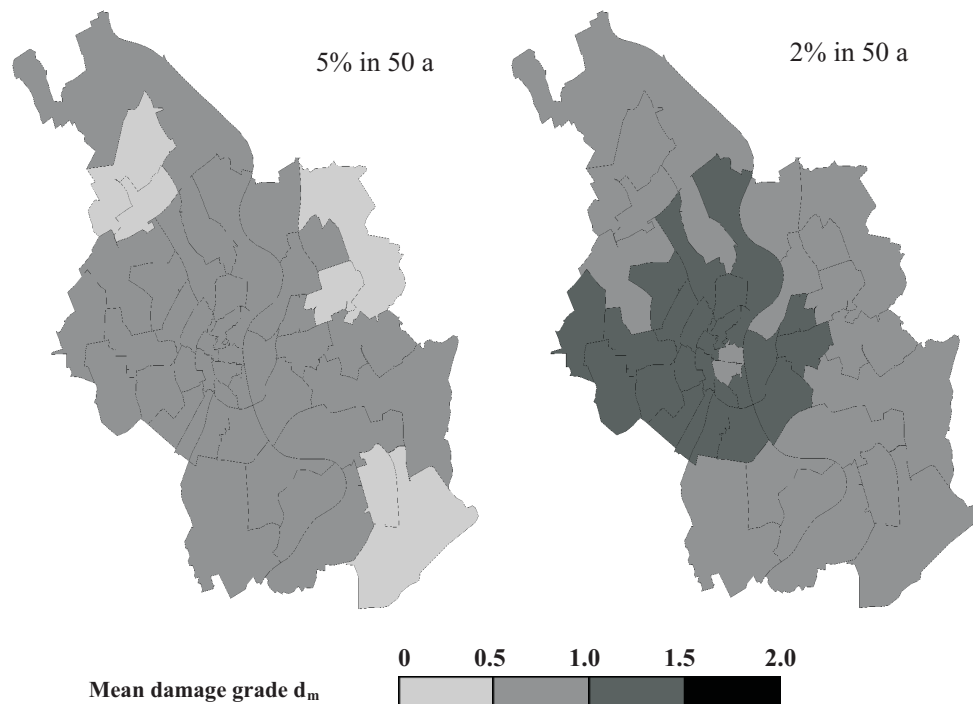 5% in 50 a
2% in 50 a
0 0.5 1.0 1.5 2.0
Mean damage grade dₘ